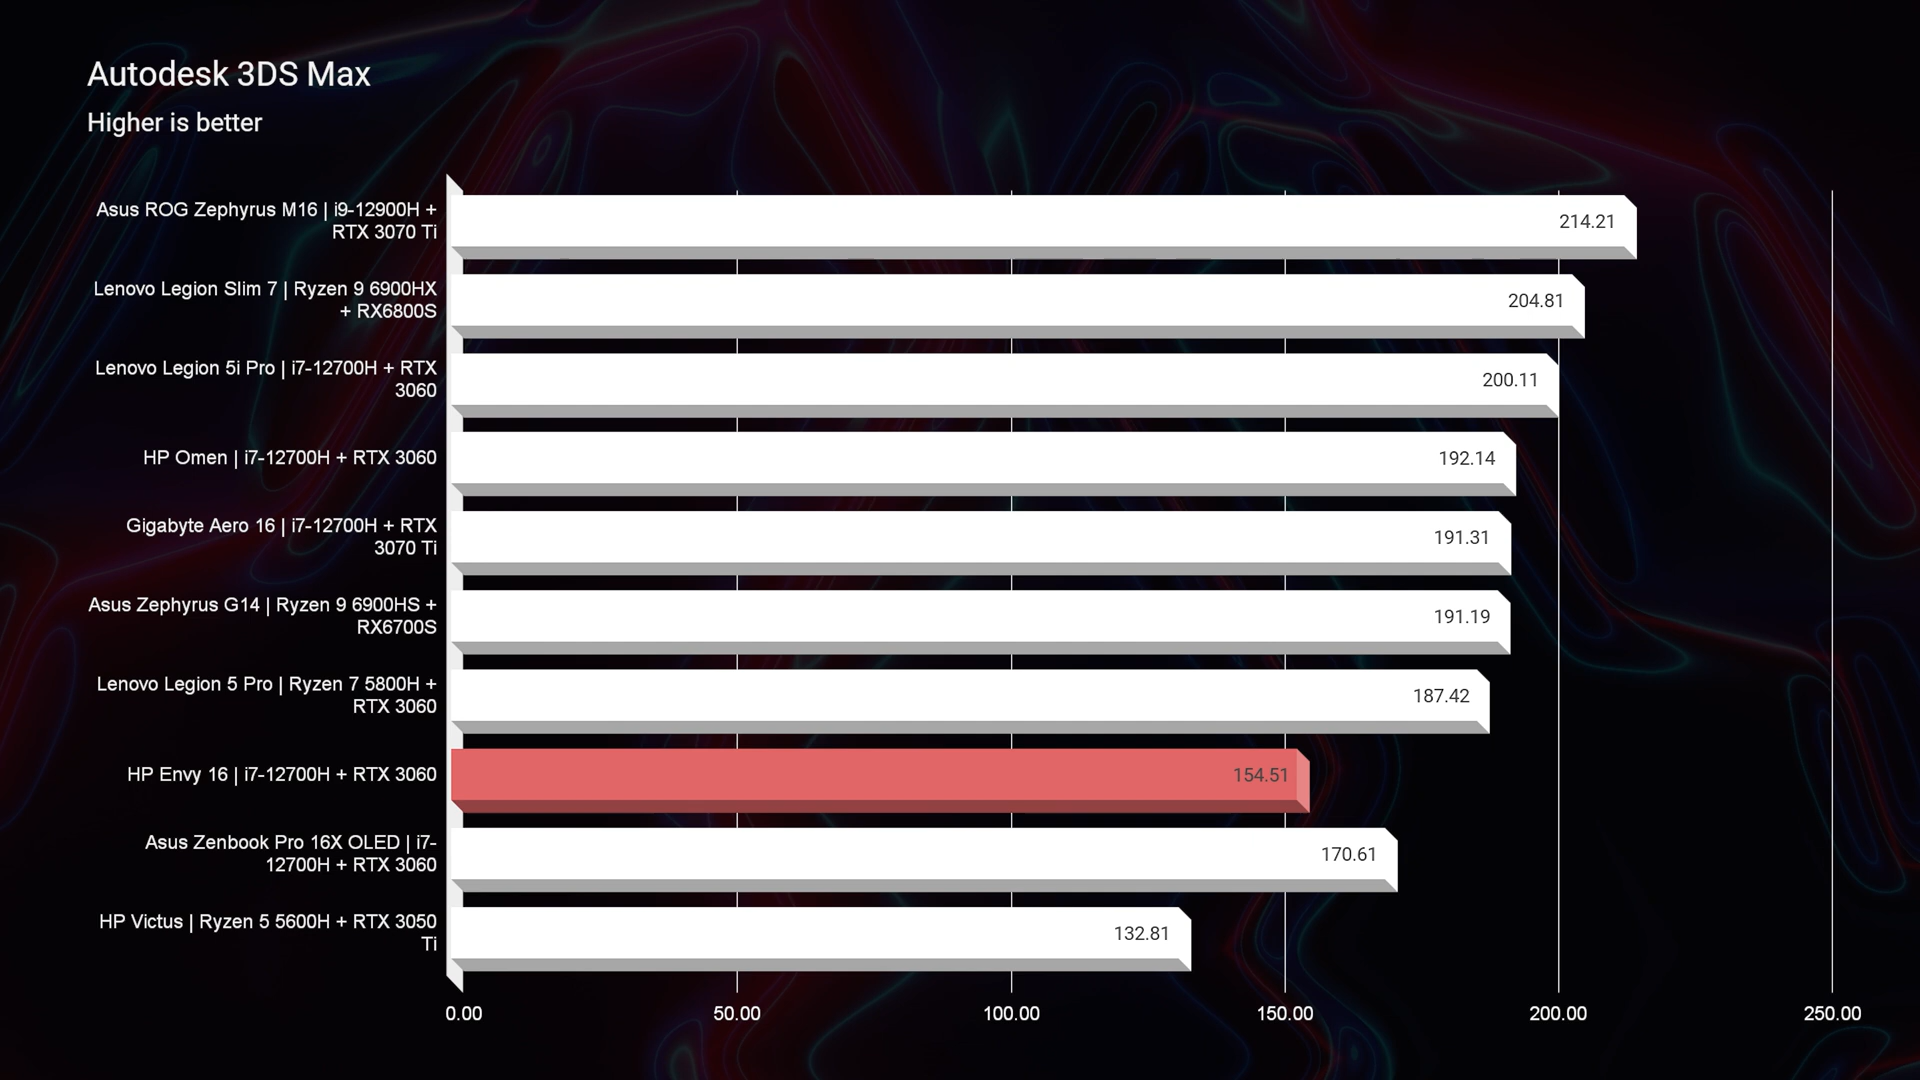 Autodesk 3DS Max
Higher is better
Asus ROG Zephyrus M16 | i9-12900H +
RTX 3070 Ti
214.21
Lenovo Legion Slim 7 | Ryzen 9 6900HX
+ RX6800S
204.81
Lenovo Legion 5i Pro | i7-12700H + RTX
3060
200.11
HP Omen | i7-12700H + RTX 3060
192.14
Gigabyte Aero 16 | i7-12700H + RTX
3070 Ti
191.31
Asus Zephyrus G14 | Ryzen 9 6900HS +
RX6700S
191.19
Lenovo Legion 5 Pro | Ryzen 7 5800H +
RTX 3060
187.42
HP Envy 16 | i7-12700H + RTX 3060
154.51
Asus Zenbook Pro 16X OLED | i7-
12700H + RTX 3060
170.61
HP Victus | Ryzen 5 5600H + RTX 3050
Ti
132.81
0.00 50.00 100.00 150.00 200.00 250.00